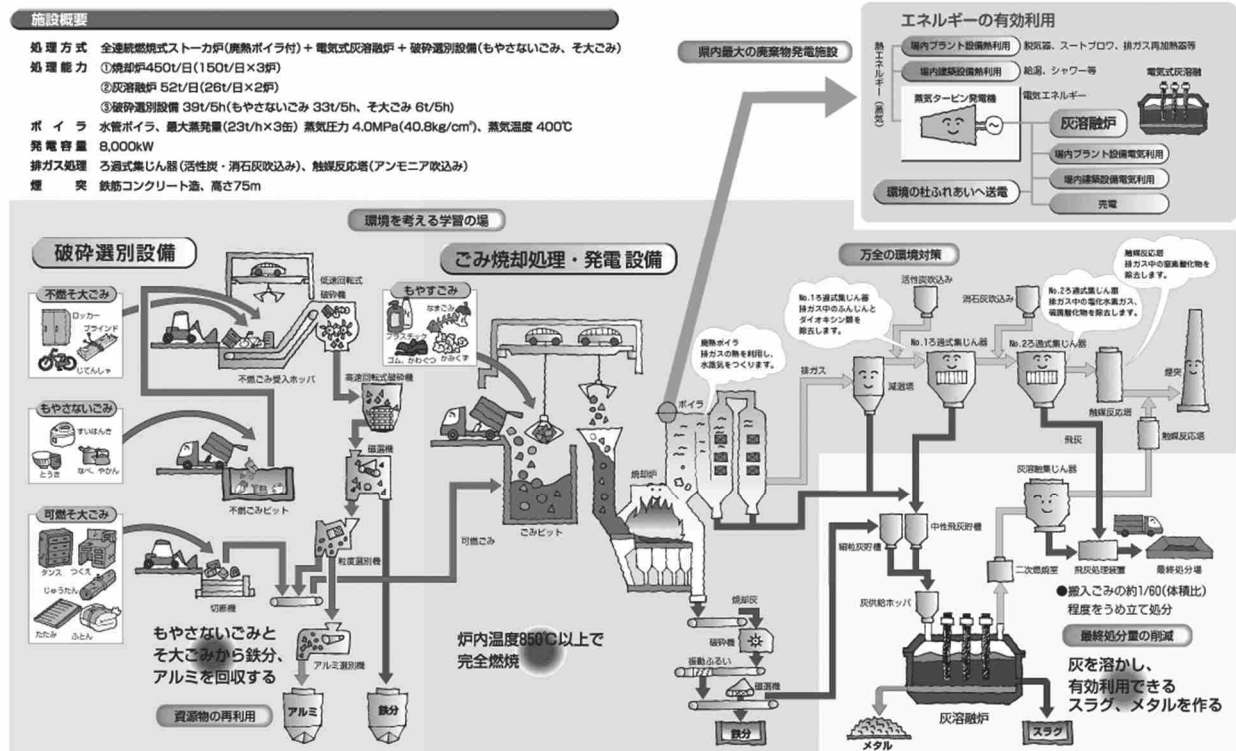 施設概要
処理方式 全連続燃焼式ストーカ炉(廃熱ボイラ付)+電気式灰溶融炉+破砕選別設備(もやさないごみ、そ大ごみ)
処理能力 ①焼却炉450t/日(150t/日×3炉)
②灰溶融炉 52t/日(26t/日×2炉)
③破砕選別設備 39t/5h(もやさないごみ 33t/5h、そ大ごみ 6t/5h)
ボイラ 水管ボイラ、最大蒸発量(23t/h×3缶) 蒸気圧力 4.0MPa(40.8kg/cm²)、蒸気温度 400℃
発電容量 8,000kW
排ガス処理 ろ過式集じん器(活性炭・消石灰吹込み)、触媒反応塔(アンモニア吹込み)
煙突 鉄筋コンクリート造、高さ75m
県内最大の廃棄物発電施設
エネルギーの有効利用
熱エネルギー(蒸気)
場内プラント設備熱利用 脱気器、スートブロワ、排ガス再加熱器等
場内建築設備熱利用 給湯、シャワー等
電気式灰溶融
蒸気タービン発電機
電気エネルギー
灰溶融炉
場内プラント設備電気利用
場内建築設備電気利用
環境の杜ふれあいへ送電
売電
環境を考える学習の場
破砕選別設備
不燃そ大ごみ
ロッカー
ブラインド
じてんしゃ
低速回転式
破砕機
不燃ごみ受入ホッパ
高速回転式破砕機
もやさないごみ
すいはんき
とうき
なべ、やかん
不燃ごみピット
磁選機
可燃そ大ごみ
タンス
つくえ
じゅうたん
たたみ
ふとん
切断機
粒度選別機
アルミ選別機
もやさないごみと
そ大ごみから鉄分、
アルミを回収する
資源物の再利用
アルミ
鉄分
ごみ焼却処理・発電設備
もやすごみ
なまごみ
プラスチック
ゴム、かわぐつ
かみくず
ごみピット
可燃ごみ
ボイラ
廃熱ボイラ
排ガスの熱を利用し、
水蒸気をつくります。
焼却炉
炉内温度850℃以上で
完全燃焼
焼却灰
破砕機
振動ふるい
磁選機
鉄分
万全の環境対策
No.1ろ過式集じん器
排ガス中のふんじんと
ダイオキシン類を
除去します。
活性炭吹込み
消石灰吹込み
No.2ろ過式集じん器
排ガス中の塩化水素ガス、
硫黄酸化物を除去します。
触媒反応塔
排ガス中の窒素酸化物を
除去します。
排ガス
減温塔
No.1ろ過式集じん器
No.2ろ過式集じん器
触媒反応塔
煙突
飛灰
触媒反応塔
灰溶融集じん器
中性飛灰貯槽
細粒灰貯槽
二次燃焼室
飛灰処理装置
最終処分場
灰供給ホッパ
●搬入ごみの約1/60(体積比)
程度をうめ立て処分
最終処分量の削減
灰を溶かし、
有効利用できる
スラグ、メタルを作る
灰溶融炉
メタル
スラグ